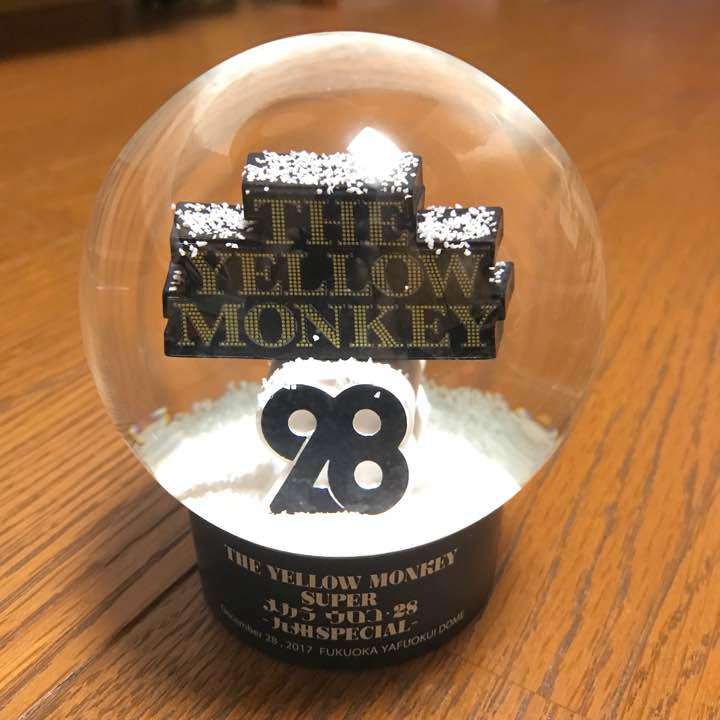 THE
YELLOW
MONKEY
28
THE YELLOW MONKEY
SUPER
メカラ ウロコ・28
-九州SPECIAL-
December 28 , 2017 FUKUOKA YAFUOKU! DOME